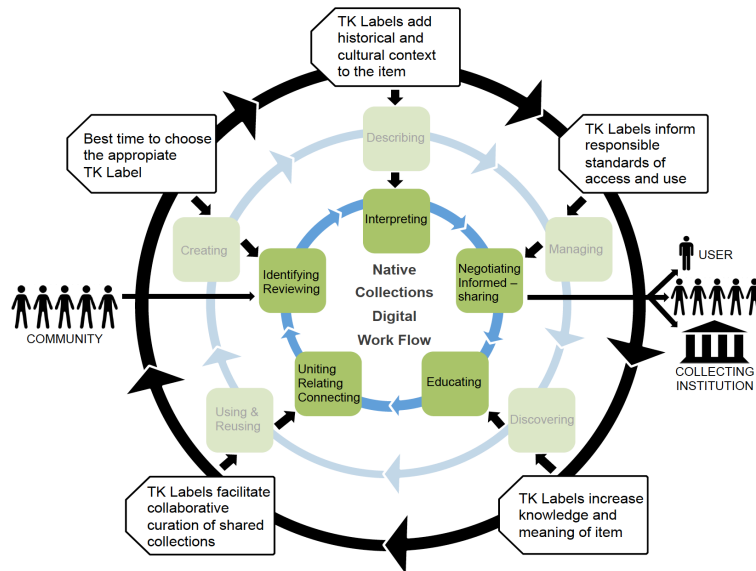 TK Labels add
historical and
cultural context
to the item
Best time to choose
the appropiate
TK Label
TK Labels inform
responsible
standards of
access and use
Describing
Interpreting
Creating
Managing
Identifying
Reviewing
Negotiating
Informed –
sharing
Native
Collections
Digital
Work Flow
USER
COMMUNITY
COLLECTING
INSTITUTION
Uniting
Relating
Connecting
Educating
Using &
Reusing
Discovering
TK Labels facilitate
collaborative
curation of shared
collections
TK Labels increase
knowledge and
meaning of item